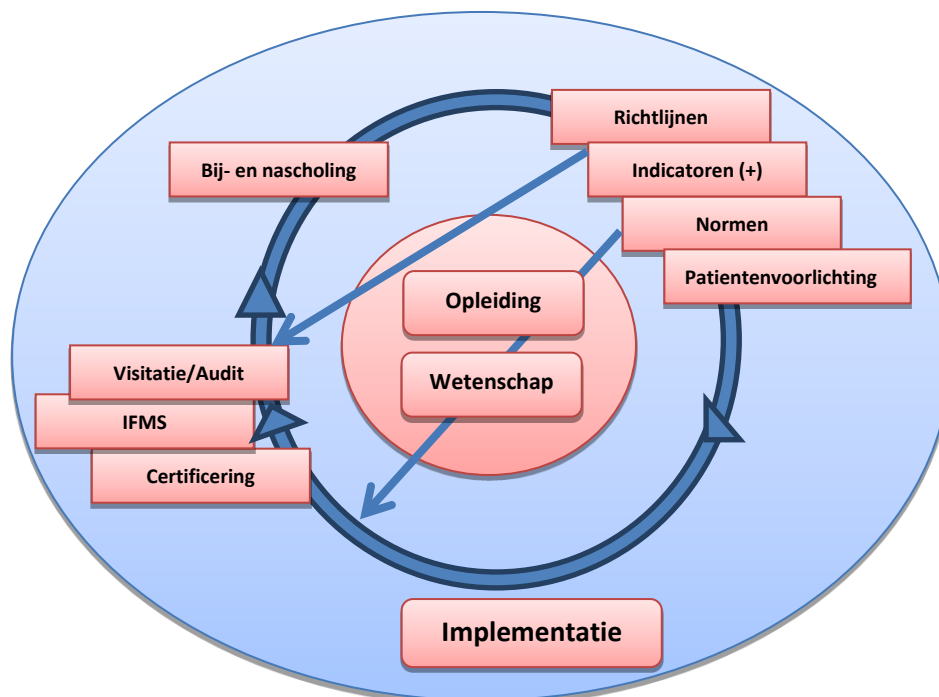 Richtlijnen
Bij- en nascholing
Indicatoren (+)
Normen
Patientenvoorlichting
Opleiding
Wetenschap
Visitatie/Audit
IFMS
Certificering
Implementatie